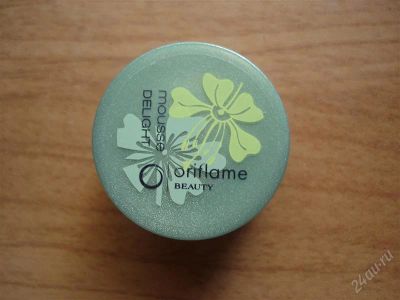 mousse
DELIGHT
oriflame
BEAUTY
24au.ru